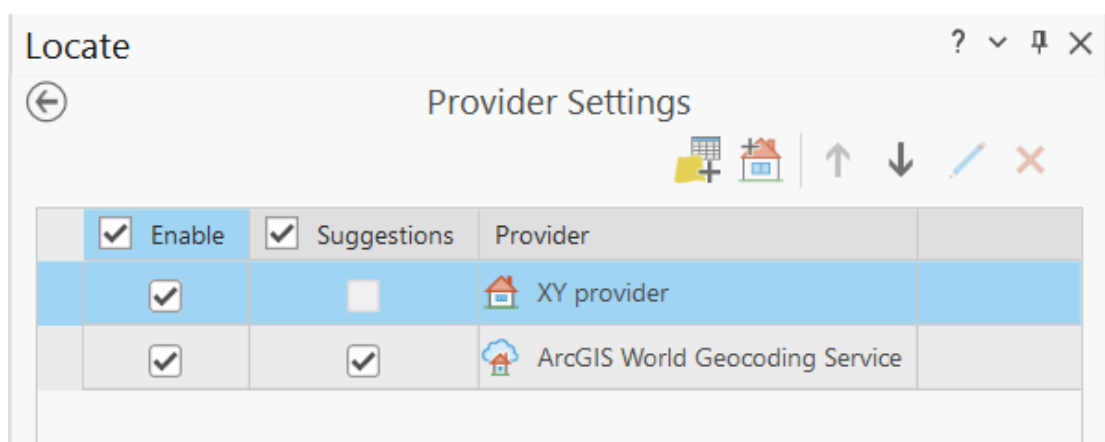 Locate
Provider Settings
Enable Suggestions Provider
XY provider
ArcGIS World Geocoding Service